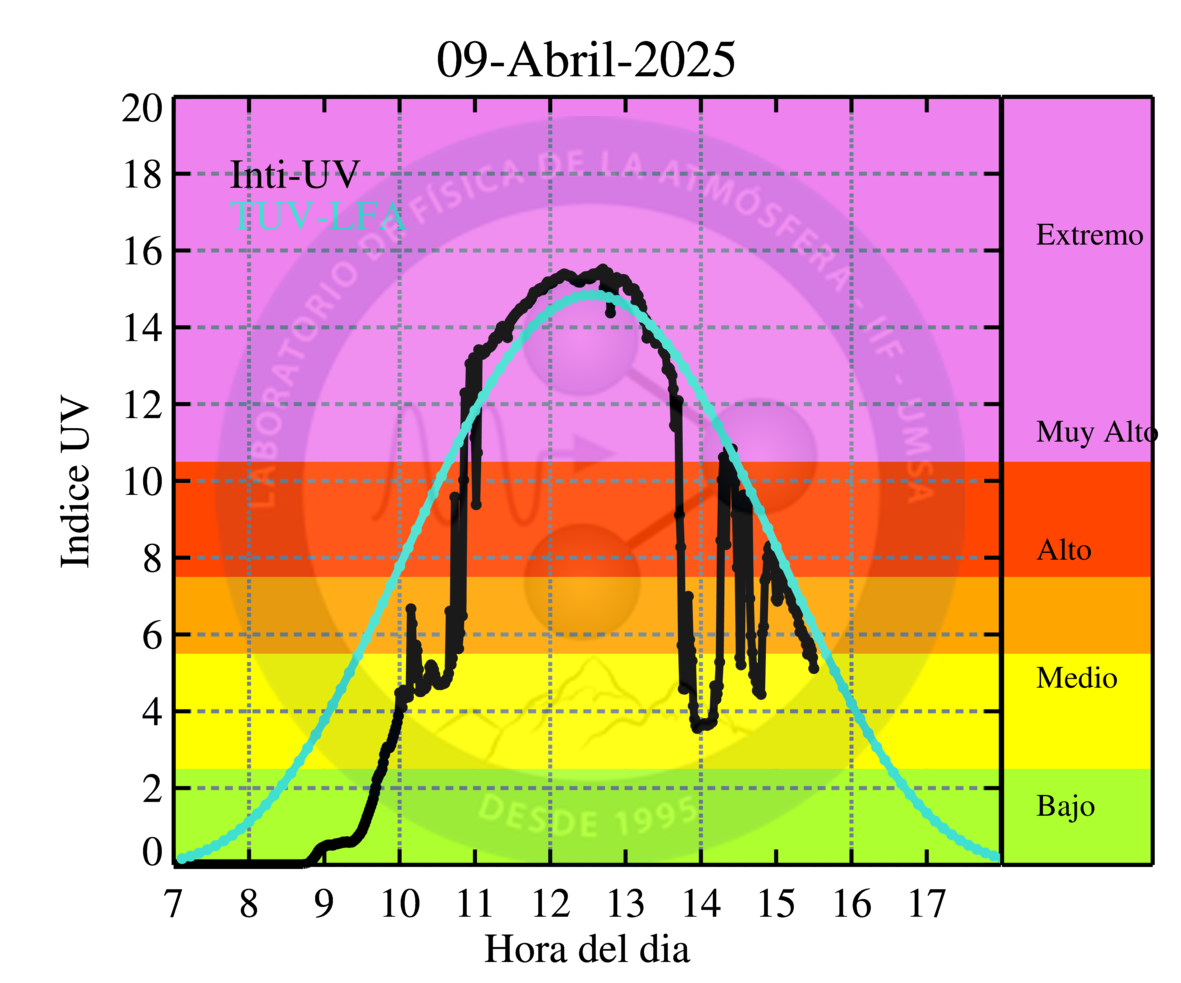 09-Abril-2025
Inti-UV
TUV-LFA
LABORATORIO DE FÍSICA DE LA ATMÓSFERA - IIF - UMSA
DESDE 1995
Indice UV
20
18
16
14
12
10
8
6
4
2
0
Extremo
Muy Alto
Alto
Medio
Bajo
7 8 9 10 11 12 13 14 15 16 17
Hora del dia